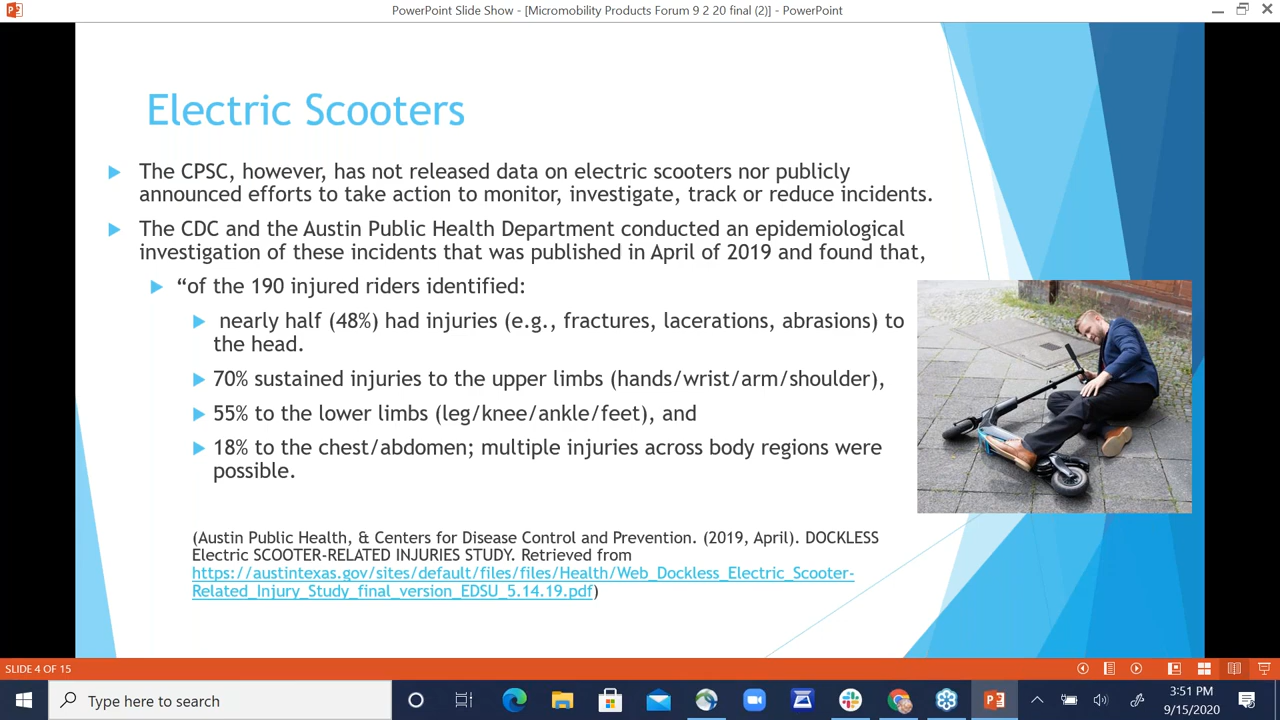 PowerPoint Slide Show - [Micromobility Products Forum 9 2 20 final (2)] - PowerPoint
Electric Scooters
The CPSC, however, has not released data on electric scooters nor publicly
announced efforts to take action to monitor, investigate, track or reduce incidents.
The CDC and the Austin Public Health Department conducted an epidemiological
investigation of these incidents that was published in April of 2019 and found that,
“of the 190 injured riders identified:
nearly half (48%) had injuries (e.g., fractures, lacerations, abrasions) to
the head.
70% sustained injuries to the upper limbs (hands/wrist/arm/shoulder),
55% to the lower limbs (leg/knee/ankle/feet), and
18% to the chest/abdomen; multiple injuries across body regions were
possible.
(Austin Public Health, & Centers for Disease Control and Prevention. (2019, April). DOCKLESS
Electric SCOOTER-RELATED INJURIES STUDY. Retrieved from
https://austintexas.gov/sites/default/files/files/Health/Web_Dockless_Electric_Scooter-
Related_Injury_Study_final_version_EDSU_5.14.19.pdf)
SLIDE 4 OF 15
Type here to search
3:51 PM
9/15/2020